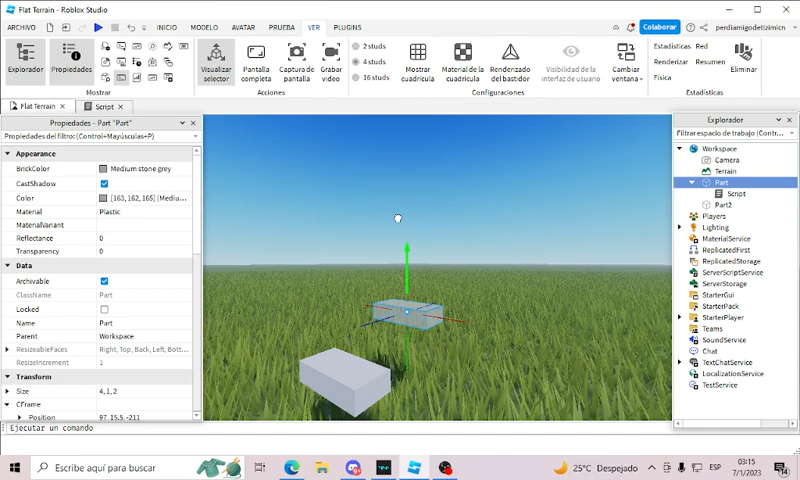 Flat Terrain - Roblox Studio
ARCHIVO INICIO MODELO AVATAR PRUEBA VER PLUGINS Colaborar perdiamigodetizimicn
Explorador Propiedades
Mostrar
Visualizar selector
Pantalla completa
Captura de pantalla
Grabar video
Acciones
2 studs
4 studs
16 studs
Mostrar cuadrícula
Material de la cuadrícula
Renderizado del bastidor
Visibilidad de la interfaz de usuario
Cambiar ventana
Configuraciones
Estadísticas Red
Renderizar Resumen
Física
Eliminar
Estadísticas
Flat Terrain Script
Propiedades - Part "Part"
Propiedades del filtro: (Control+Mayúsculas+P)
Appearance
BrickColor Medium stone grey
CastShadow
Color [163, 162, 165] (Mediu...
Material Plastic
MaterialVariant
Reflectance 0
Transparency 0
Data
Archivable
ClassName Part
Locked
Name Part
Parent Workspace
ResizeableFaces Right, Top, Back, Left, Bott...
ResizeIncrement 1
Transform
Size 4, 1, 2
CFrame
Position 97, 15.5, -211
Explorador
Filtrar espacio de trabajo (Contr...
Workspace
Camera
Terrain
Part
Script
Part2
Players
Lighting
MaterialService
ReplicatedFirst
ReplicatedStorage
ServerScriptService
ServerStorage
StarterGui
StarterPack
StarterPlayer
Teams
SoundService
Chat
TextChatService
LocalizationService
TestService
Ejecutar un comando
Escribe aquí para buscar
25°C Despejado ESP
03:15
7/1/2023
14